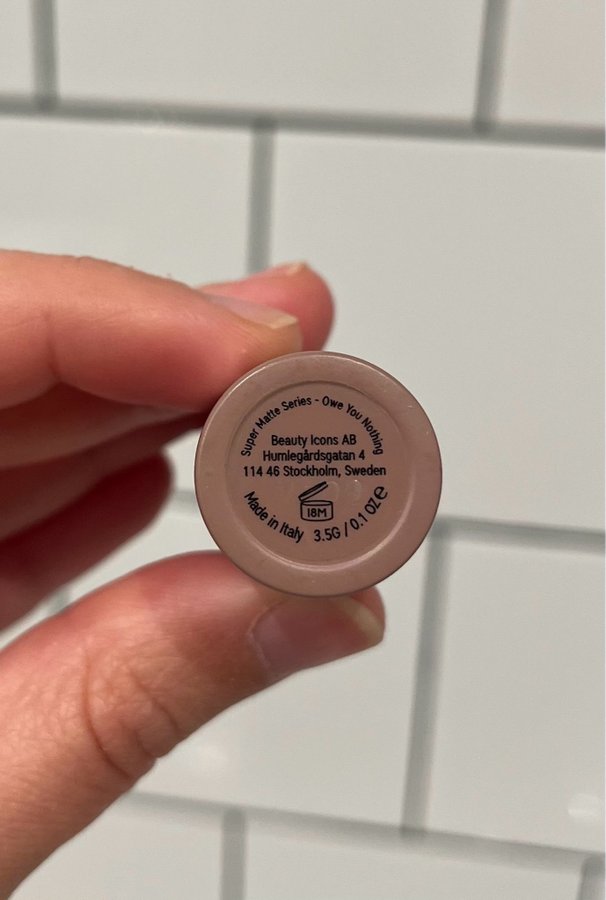 Super Matte Series - Owe You Nothing
Beauty Icons AB
Humlegårdsgatan 4
114 46 Stockholm, Sweden
18M
Made in Italy 3.5G / 0.1 OZ ℮